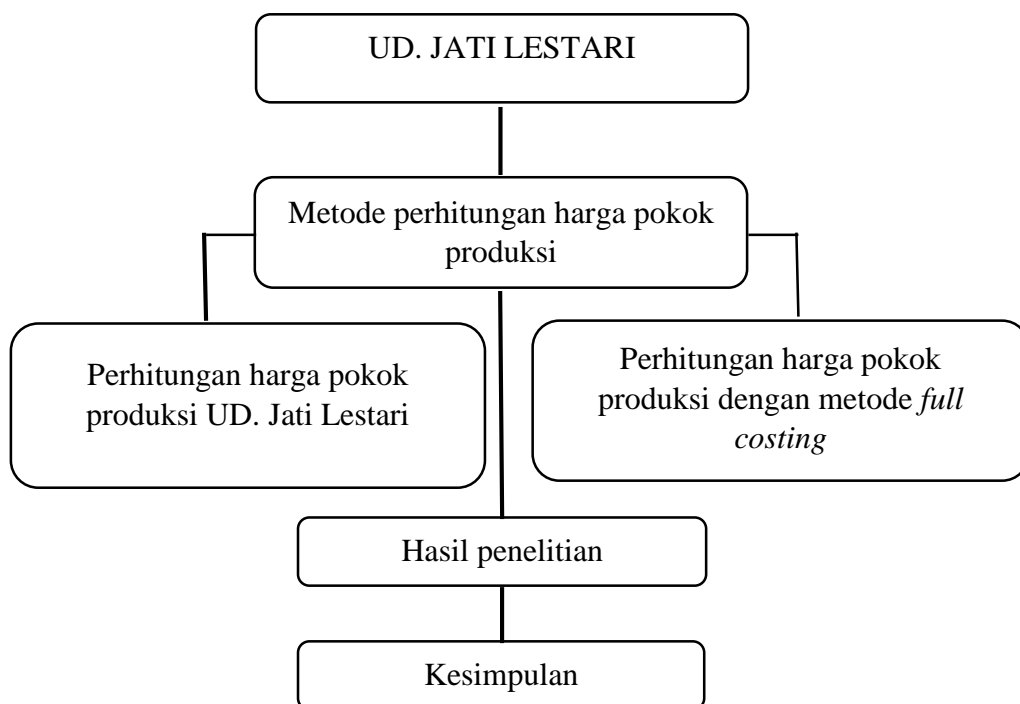 UD. JATI LESTARI
Metode perhitungan harga pokok
produksi
Perhitungan harga pokok
produksi UD. Jati Lestari
Perhitungan harga pokok
produksi dengan metode full
costing
Hasil penelitian
Kesimpulan